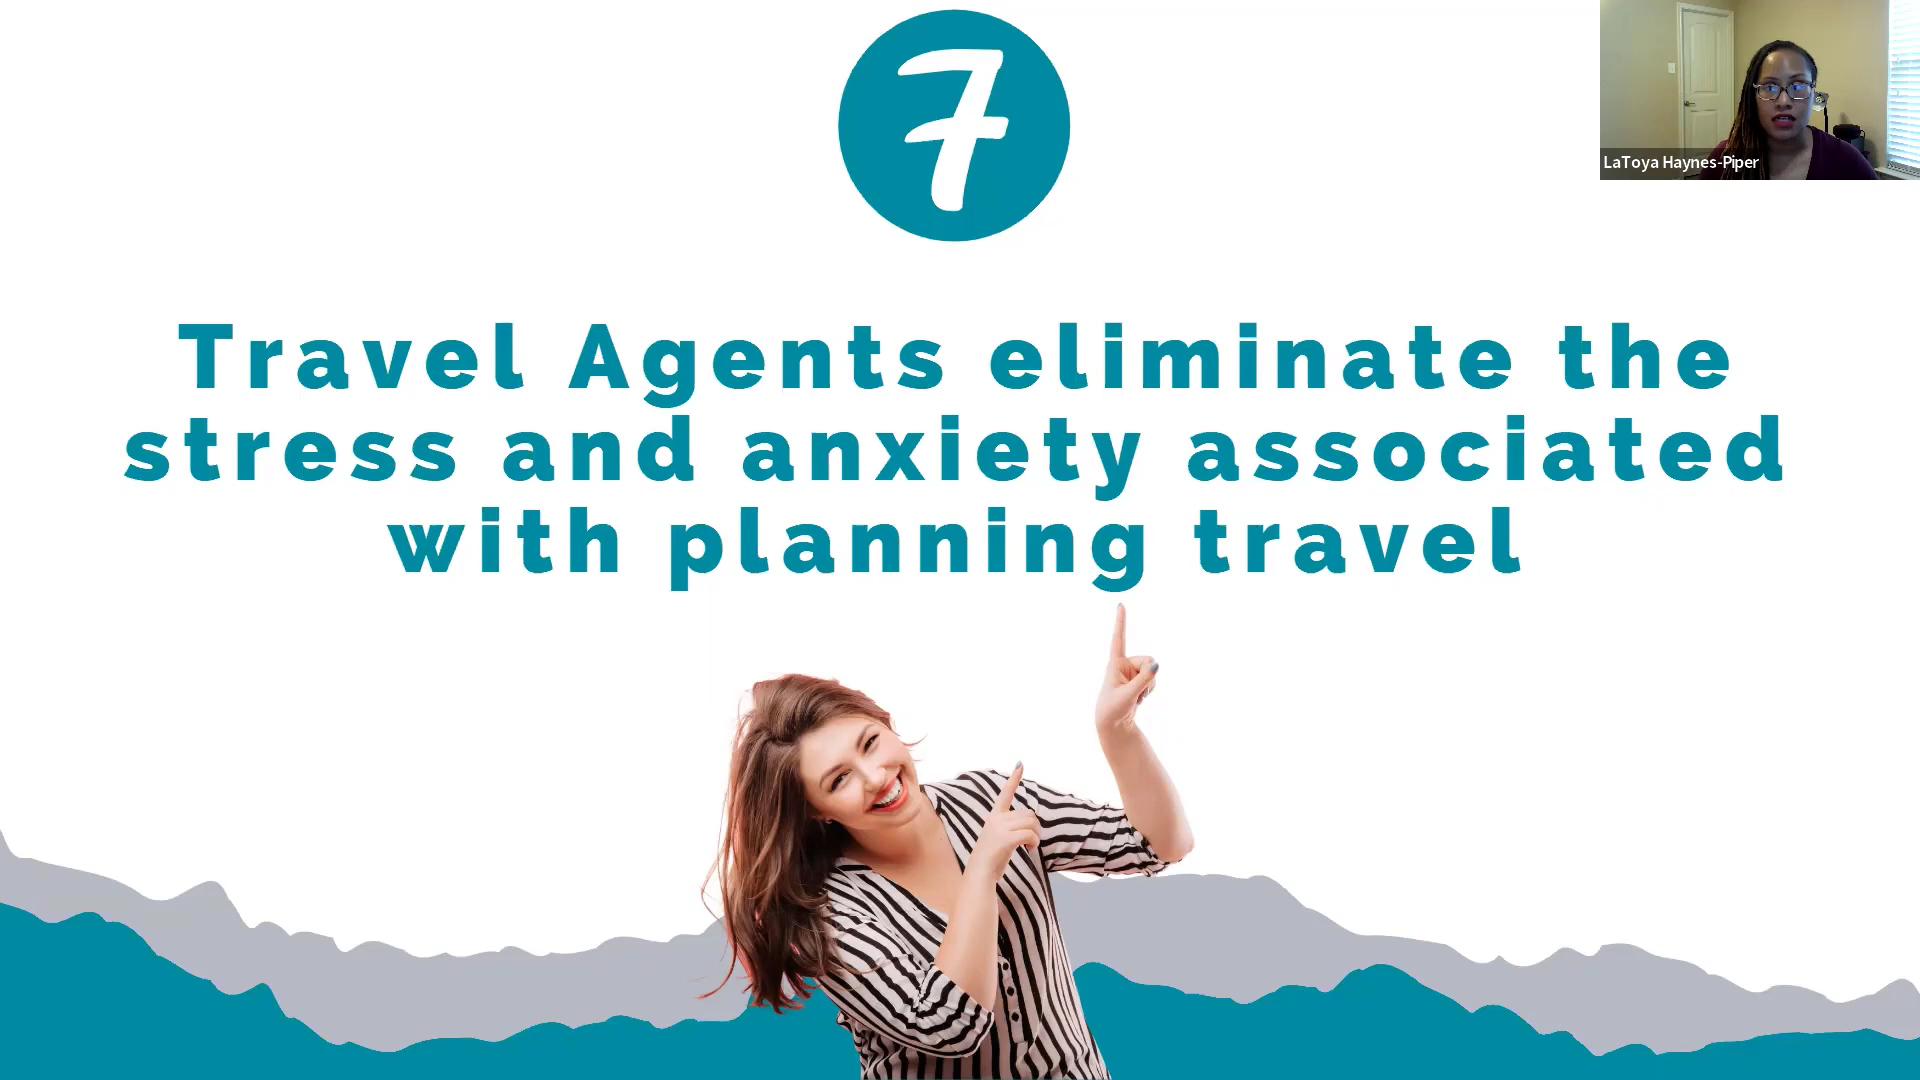 7
LaToya Haynes-Piper
Travel Agents eliminate the
stress and anxiety associated
with planning travel